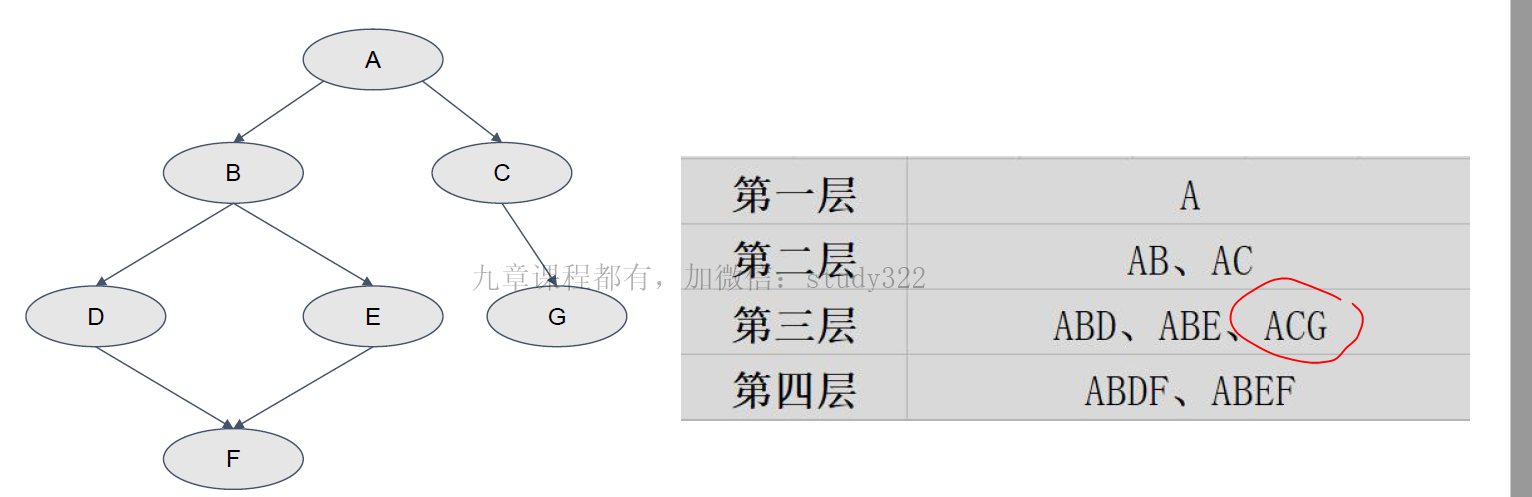 A
B
C
D
E
G
F
第一层 A
第二层 AB、AC
九章课程都有，加微信：study322
第三层 ABD、ABE、ACG
第四层 ABDF、ABEF